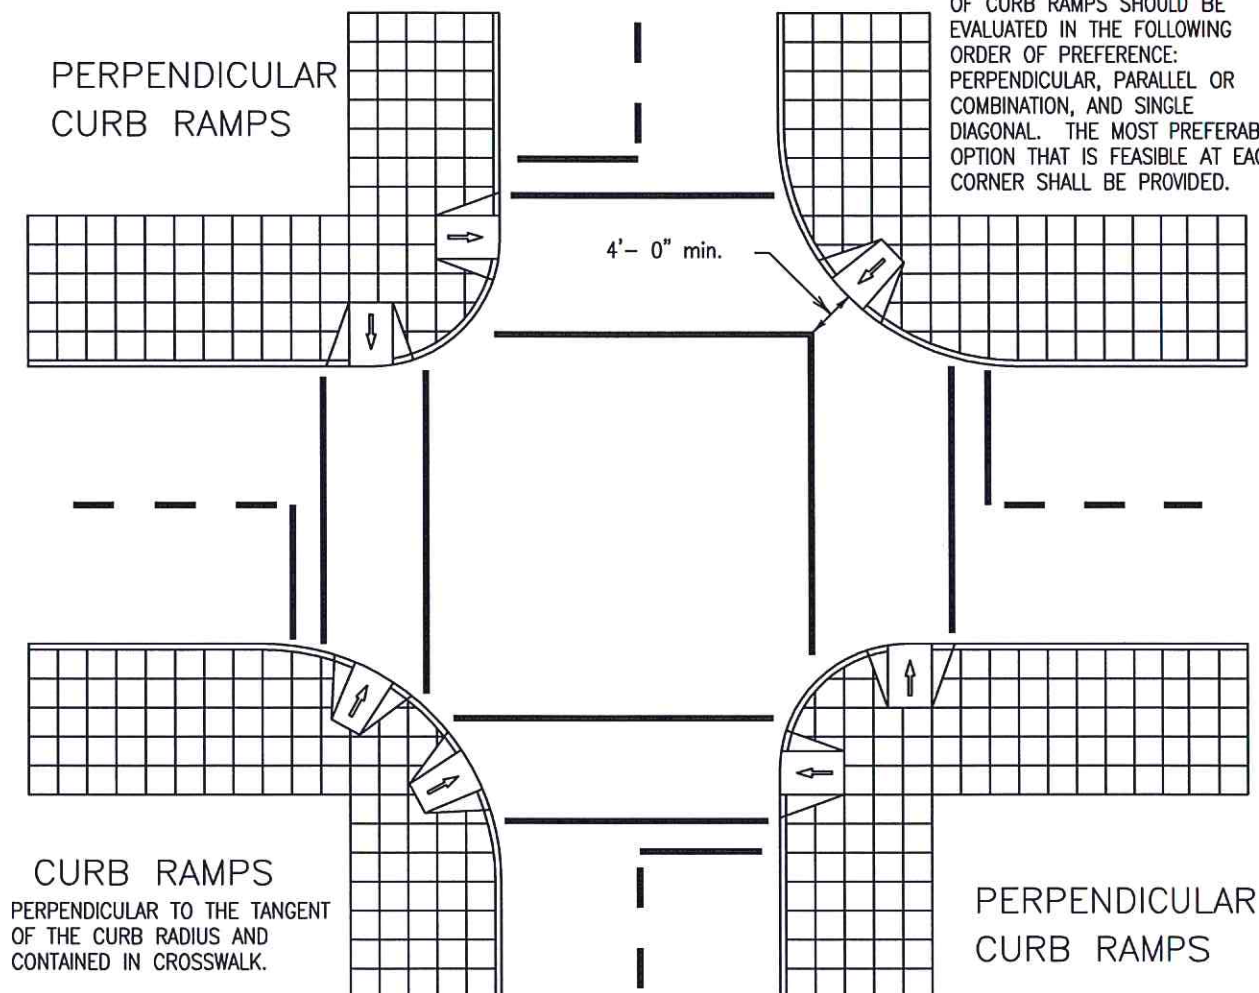 PERPENDICULAR
CURB RAMPS
OF CURB RAMPS SHOULD BE
EVALUATED IN THE FOLLOWING
ORDER OF PREFERENCE:
PERPENDICULAR, PARALLEL OR
COMBINATION, AND SINGLE
DIAGONAL. THE MOST PREFERAB
OPTION THAT IS FEASIBLE AT EAC
CORNER SHALL BE PROVIDED.
4'- 0" min.
CURB RAMPS
PERPENDICULAR TO THE TANGENT
OF THE CURB RADIUS AND
CONTAINED IN CROSSWALK.
PERPENDICULAR
CURB RAMPS